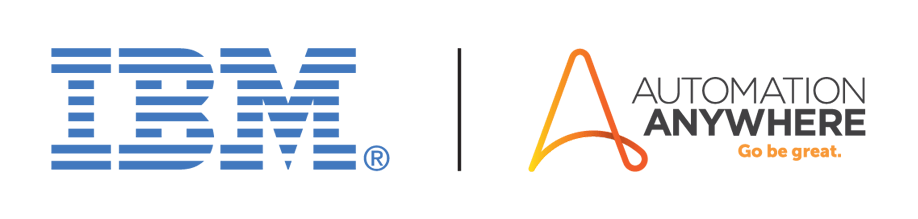 IBM®
AUTOMATION
ANYWHERE
Go be great.